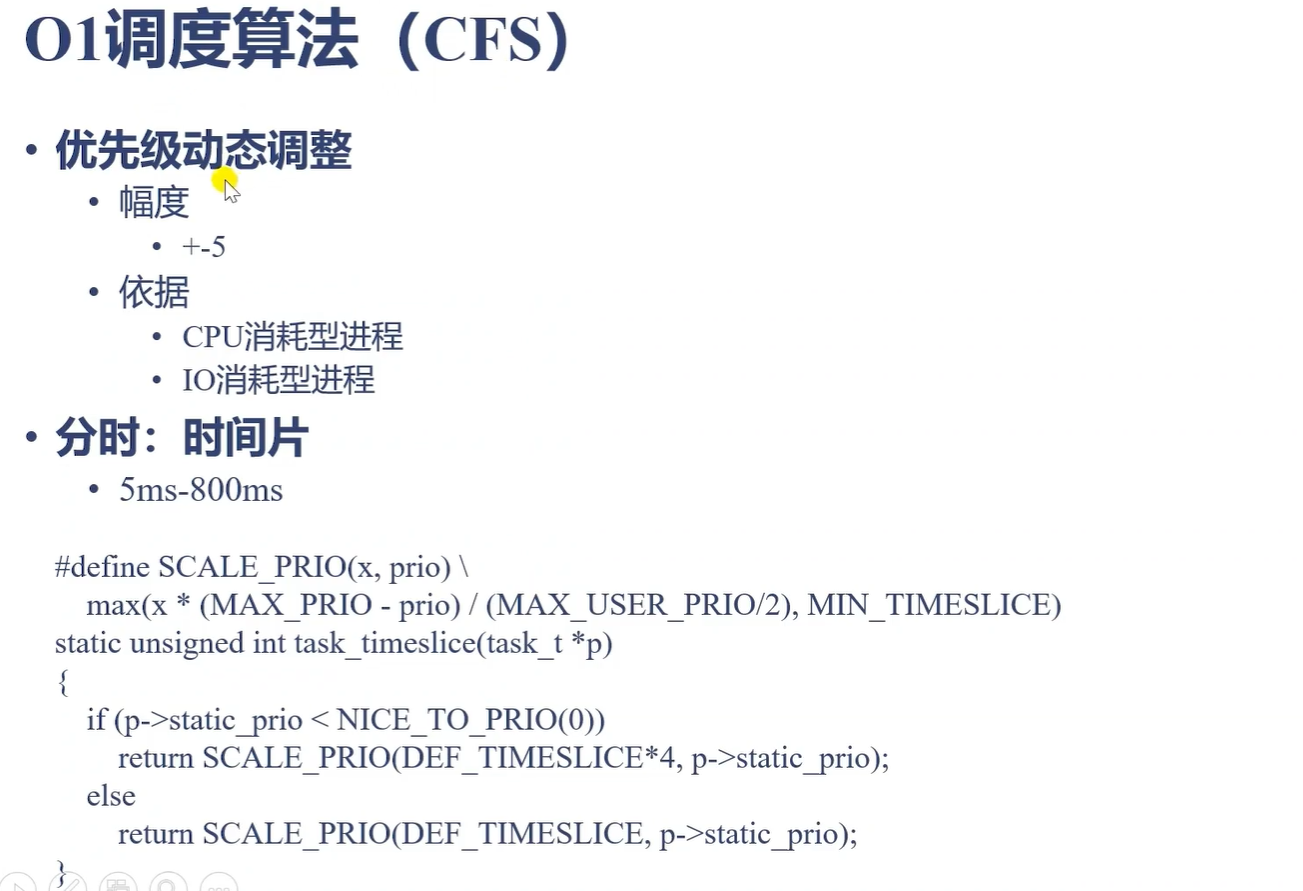 O1调度算法（CFS）
• 优先级动态调整
• 幅度
• +-5
• 依据
• CPU消耗型进程
• IO消耗型进程
• 分时：时间片
• 5ms-800ms
#define SCALE_PRIO(x, prio) \
max(x * (MAX_PRIO - prio) / (MAX_USER_PRIO/2), MIN_TIMESLICE)
static unsigned int task_timeslice(task_t *p)
{
if (p->static_prio < NICE_TO_PRIO(0))
return SCALE_PRIO(DEF_TIMESLICE*4, p->static_prio);
else
return SCALE_PRIO(DEF_TIMESLICE, p->static_prio);
}